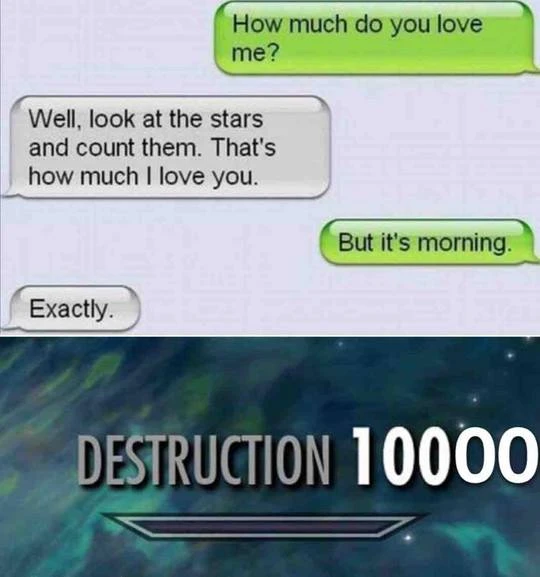 How much do you love
me?
Well, look at the stars
and count them. That's
how much I love you.
But it's morning.
Exactly.
DESTRUCTION 10000